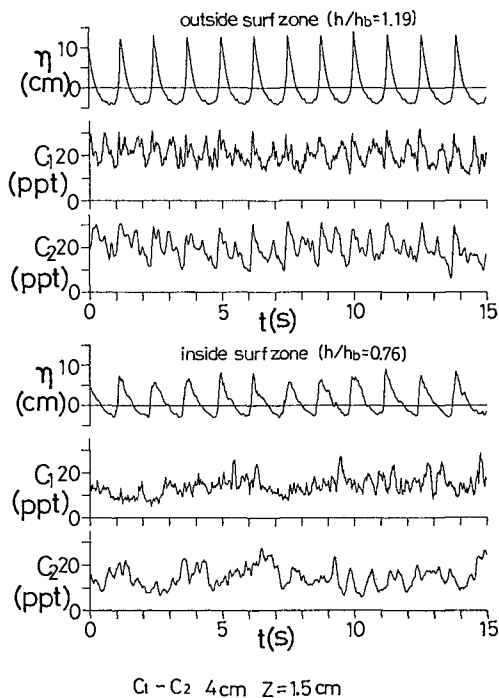 outside surf zone (h/hb=1.19)
η
(cm)
10
0
C1
(ppt)
20
0
C2
(ppt)
20
0
0 5 10 15
t(s)
inside surf zone (h/hb=0.76)
η
(cm)
10
0
C1
(ppt)
20
0
C2
(ppt)
20
0
0 5 10 15
t(s)
C1 ~ C2 4cm Z=1.5cm